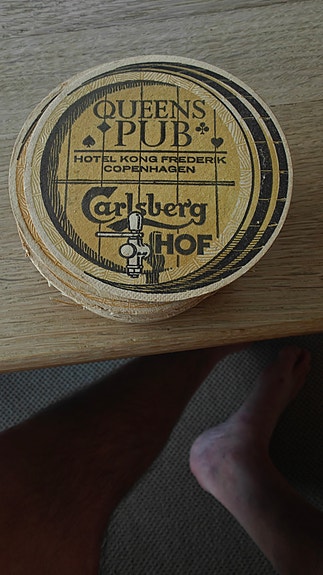 QUEENS
PUB
HOTEL KONG FREDERIK
COPENHAGEN
Carlsberg
HOF